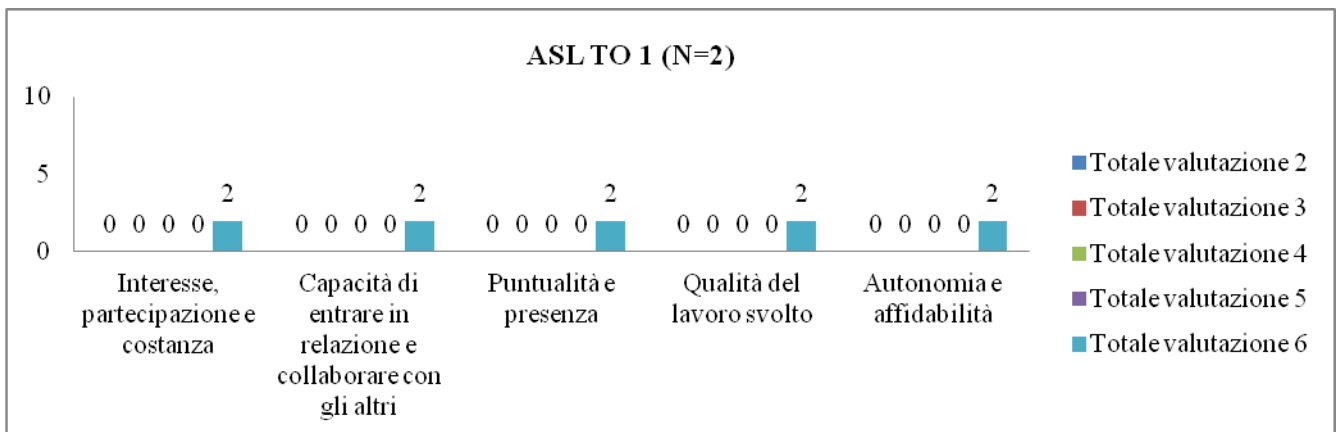 ASL TO 1 (N=2)
10
5
0
0 0 0 0 2
0 0 0 0 2
0 0 0 0 2
0 0 0 0 2
0 0 0 0 2
Interesse,
partecipazione e
costanza
Capacità di
entrare in
relazione e
collaborare con
gli altri
Puntualità e
presenza
Qualità del
lavoro svolto
Autonomia e
affidabilità
Totale valutazione 2
Totale valutazione 3
Totale valutazione 4
Totale valutazione 5
Totale valutazione 6